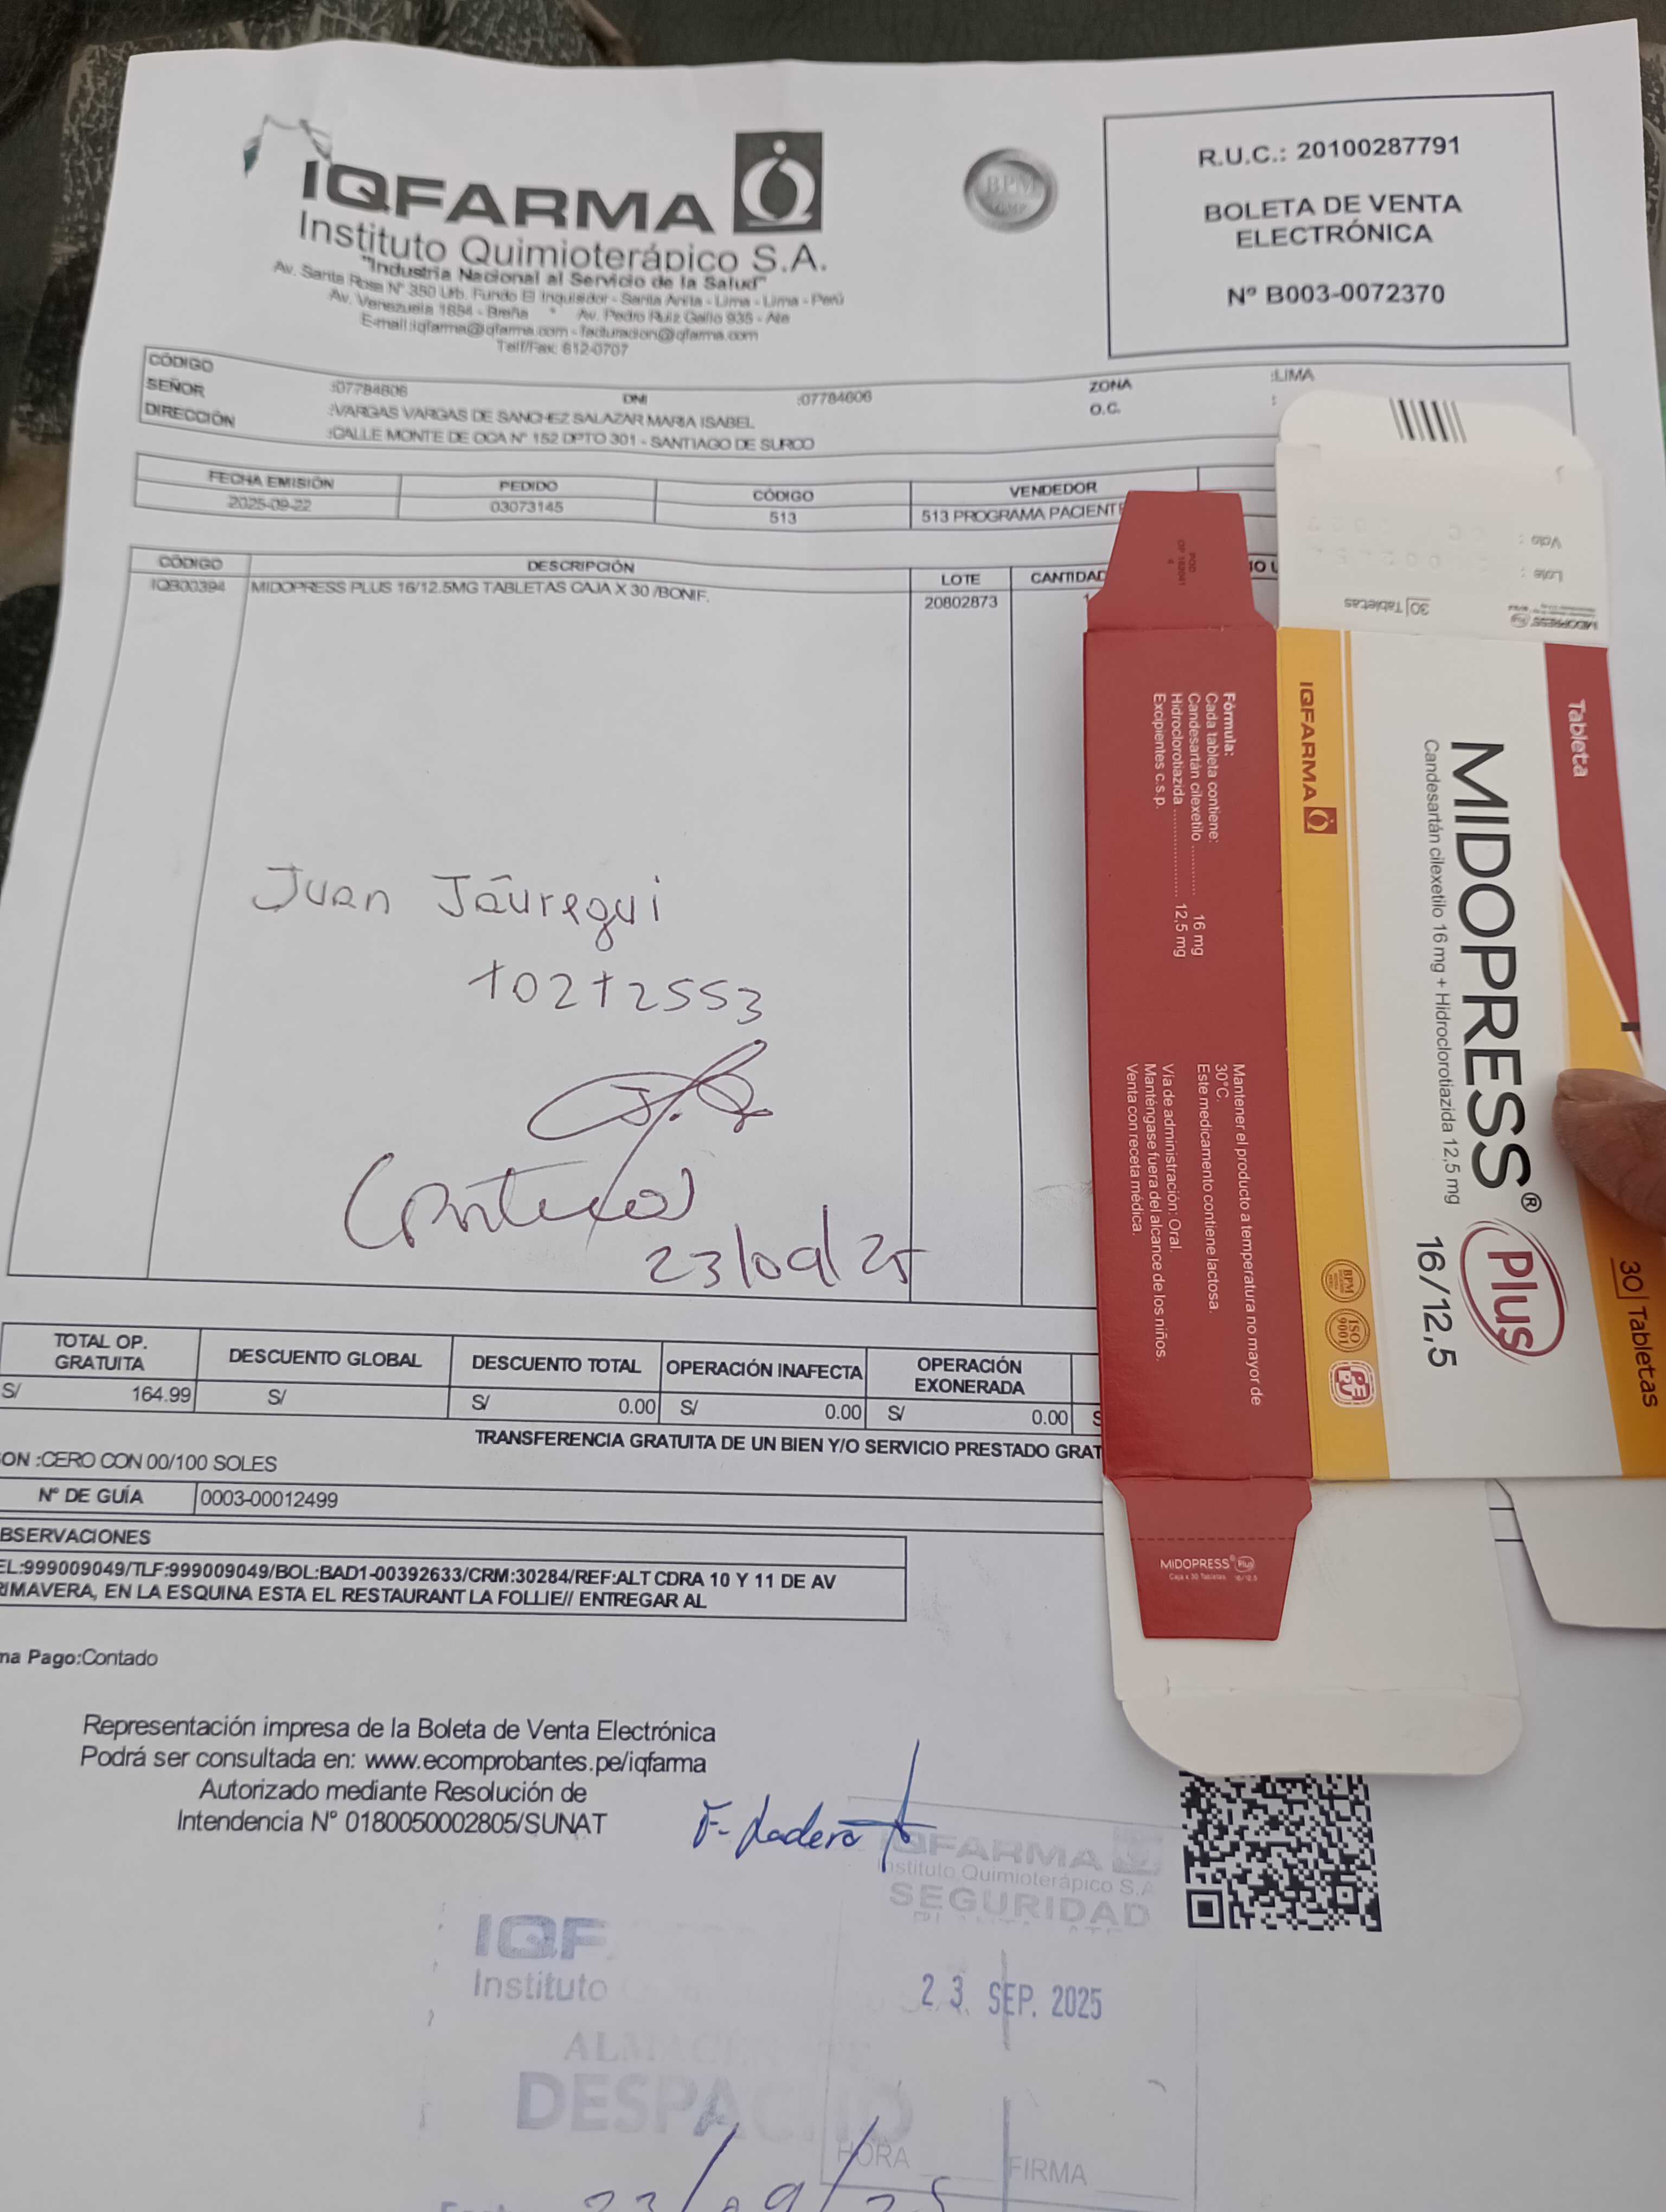 IQFARMA
Instituto Quimioterápico S.A.
"Industria Nacional al Servicio de la Salud"
Av. Santa Rosa N° 350 Urb. Fundo El Inquisidor - Santa Anita - Lima - Lima - Perú
Av. Venezuela 1884 - Breña * Av. Pedro Ruiz Gallo 935 - Ate
E-mail:iqfarma@iqfarma.com - facturacion@iqfarma.com
Telf/Fax: 612-0707
BPM
GMP
R.U.C.: 20100287791
BOLETA DE VENTA
ELECTRÓNICA
Nº B003-0072370
CÓDIGO :07784606 DNI :07784606 ZONA :LIMA
SEÑOR :VARGAS VARGAS DE SANCHEZ SALAZAR MARIA ISABEL O.C. :
DIRECCIÓN :CALLE MONTE DE OCA N° 152 DPTO 301 - SANTIAGO DE SURCO
FECHA EMISIÓN PEDIDO CÓDIGO VENDEDOR
2025-09-22 03073145 513 513 PROGRAMA PACIENTE
CÓDIGO DESCRIPCIÓN LOTE CANTIDAD
IQB00394 MIDOPRESS PLUS 16/12.5MG TABLETAS CAJA X 30 /BONIF. 20802873
Juan Jáuregui
10212553
23/09/25
TOTAL OP. GRATUITA DESCUENTO GLOBAL DESCUENTO TOTAL OPERACIÓN INAFECTA OPERACIÓN EXONERADA
S/ 164.99 S/ S/ 0.00 S/ 0.00 S/ 0.00 S
TRANSFERENCIA GRATUITA DE UN BIEN Y/O SERVICIO PRESTADO GRAT
ON :CERO CON 00/100 SOLES
N° DE GUÍA 0003-00012499
BSERVACIONES
EL:999009049/TLF:999009049/BOL:BAD1-00392633/CRM:30284/REF:ALT CDRA 10 Y 11 DE AV
RIMAVERA, EN LA ESQUINA ESTA EL RESTAURANT LA FOLLIE// ENTREGAR AL
ma Pago:Contado
Representación impresa de la Boleta de Venta Electrónica
Podrá ser consultada en: www.ecomprobantes.pe/iqfarma
Autorizado mediante Resolución de
Intendencia N° 0180050002805/SUNAT
IQFARMA
Instituto Quimioterápico S.A
SEGURIDAD
23 SEP. 2025
HORA FIRMA
IQF
Instituto
DESPACHO
Vcto :
Lote :
30 Tabletas
MIDOPRESS Plus
Fórmula:
Cada tableta contiene:
Candesartán cilexetilo ............ 16 mg
Hidroclorotiazida .................... 12,5 mg
Excipientes c.s.p.
Mantener el producto a temperatura no mayor de
30°C.
Este medicamento contiene lactosa.
Vía de administración: Oral.
Manténgase fuera del alcance de los niños.
Venta con receta médica.
IQFARMA
BPM
ISO 9001
Tableta
MIDOPRESS® Plus
Candesartán cilexetilo 16 mg + Hidroclorotiazida 12,5 mg
16/12,5
30 Tabletas
MIDOPRESS® Plus
Caja x 30 Tabletas 16/12,5